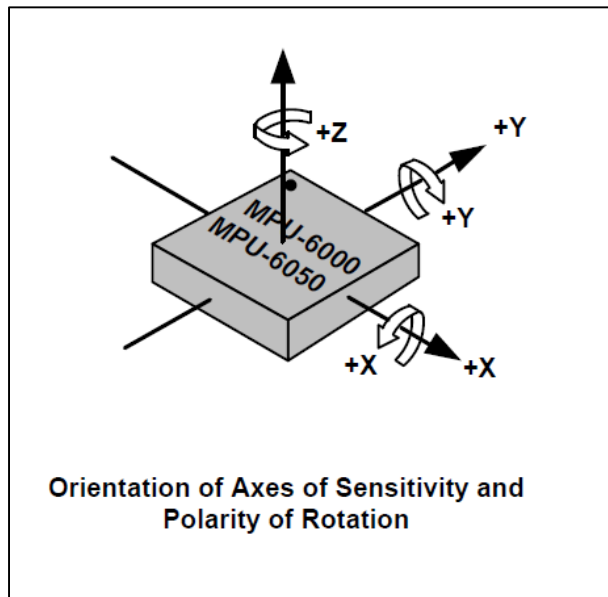 +Z
+Y
+Y
MPU-6000
MPU-6050
+X
+X
Orientation of Axes of Sensitivity and
Polarity of Rotation